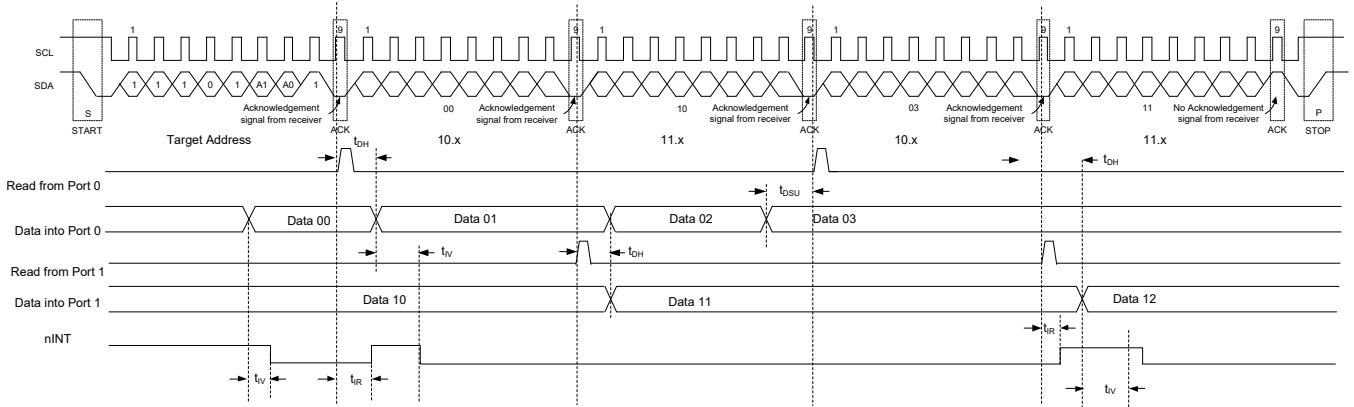 1 9 1 9 1 9 1 9 1 9
SCL
SDA
1 1 1 0 1 A1 A0 1 00 10 03 11
S P
Acknowledgement
signal from receiver
Acknowledgement
signal from receiver
Acknowledgement
signal from receiver
Acknowledgement
signal from receiver
No Acknowledgement
signal from receiver
START ACK ACK ACK ACK ACK STOP
Target Address 10.x 11.x 10.x 11.x
tDH tDH
Read from Port 0
tDSU
Data 00 Data 01 Data 02 Data 03
Data into Port 0
tIV tDH
Read from Port 1
Data into Port 1 Data 10 Data 11 Data 12
tIR
nINT
tIV tIR tIV